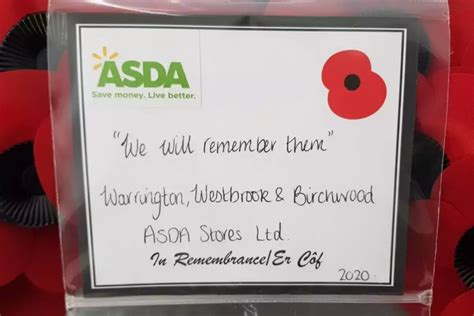 ASDA
Save money. Live better.
"We will remember them"
Warrington, Westbrook & Birchwood
ASDA Stores Ltd.
In Remembrance/Er Côf
2020